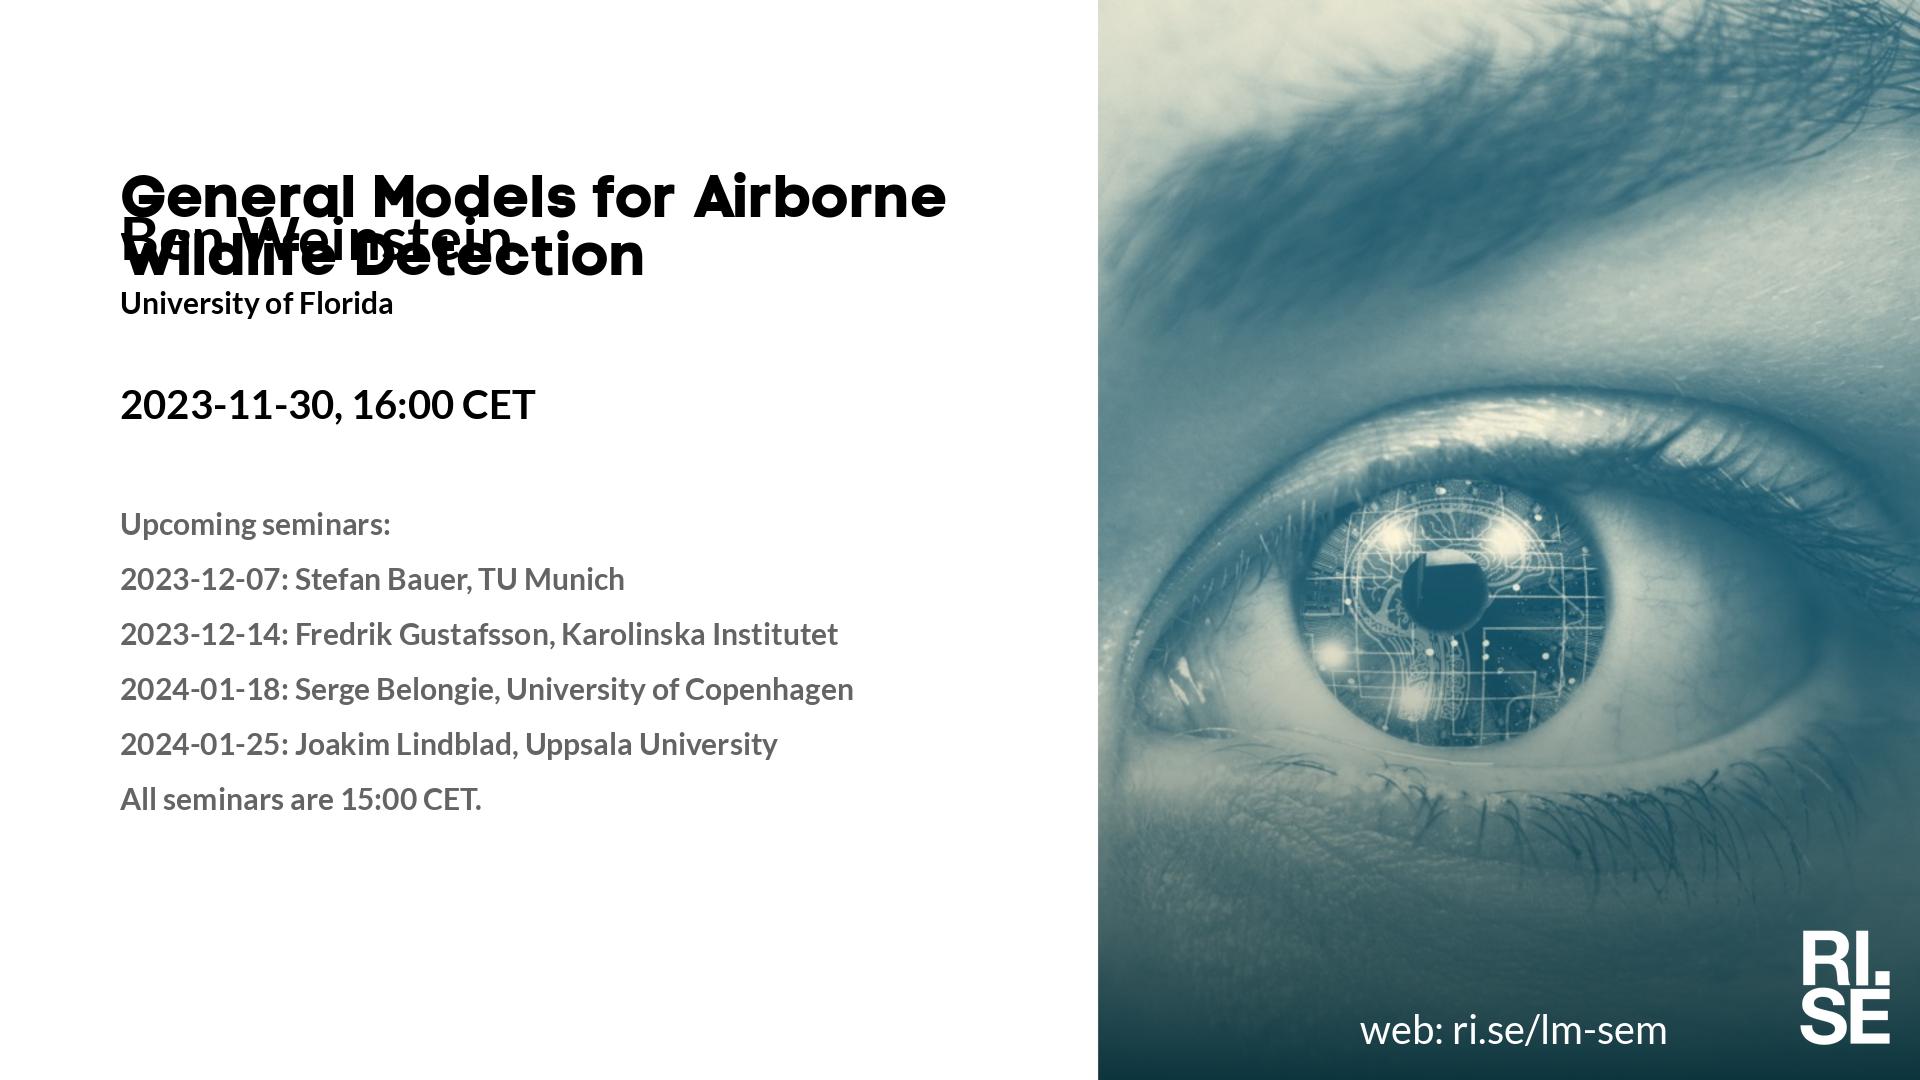 General Models for Airborne
Wildlife Detection
Ben Weinstein
University of Florida
2023-11-30, 16:00 CET
Upcoming seminars:
2023-12-07: Stefan Bauer, TU Munich
2023-12-14: Fredrik Gustafsson, Karolinska Institutet
2024-01-18: Serge Belongie, University of Copenhagen
2024-01-25: Joakim Lindblad, Uppsala University
All seminars are 15:00 CET.
web: ri.se/lm-sem
RI.
SE